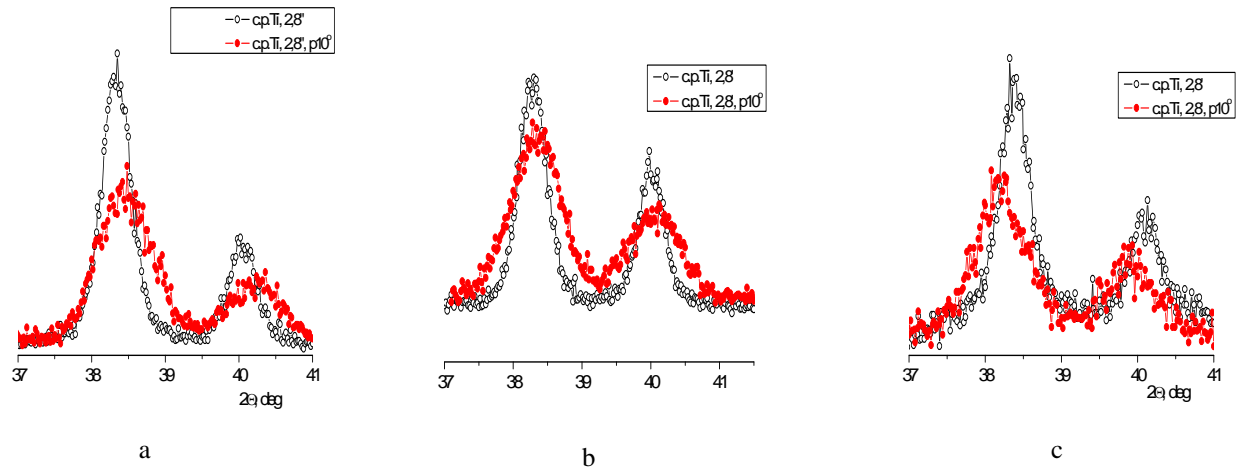 c.p.Ti, 2,8"
c.p.Ti, 2,8", p10°
37 38 39 40 41
2Θ, deg
a
c.p.Ti, 2,8'
c.p.Ti, 2,8, p10°
37 38 39 40 41
b
c.p.Ti, 2,8'
c.p.Ti, 2,8, p10°
37 38 39 40 41
2Θ, deg
c